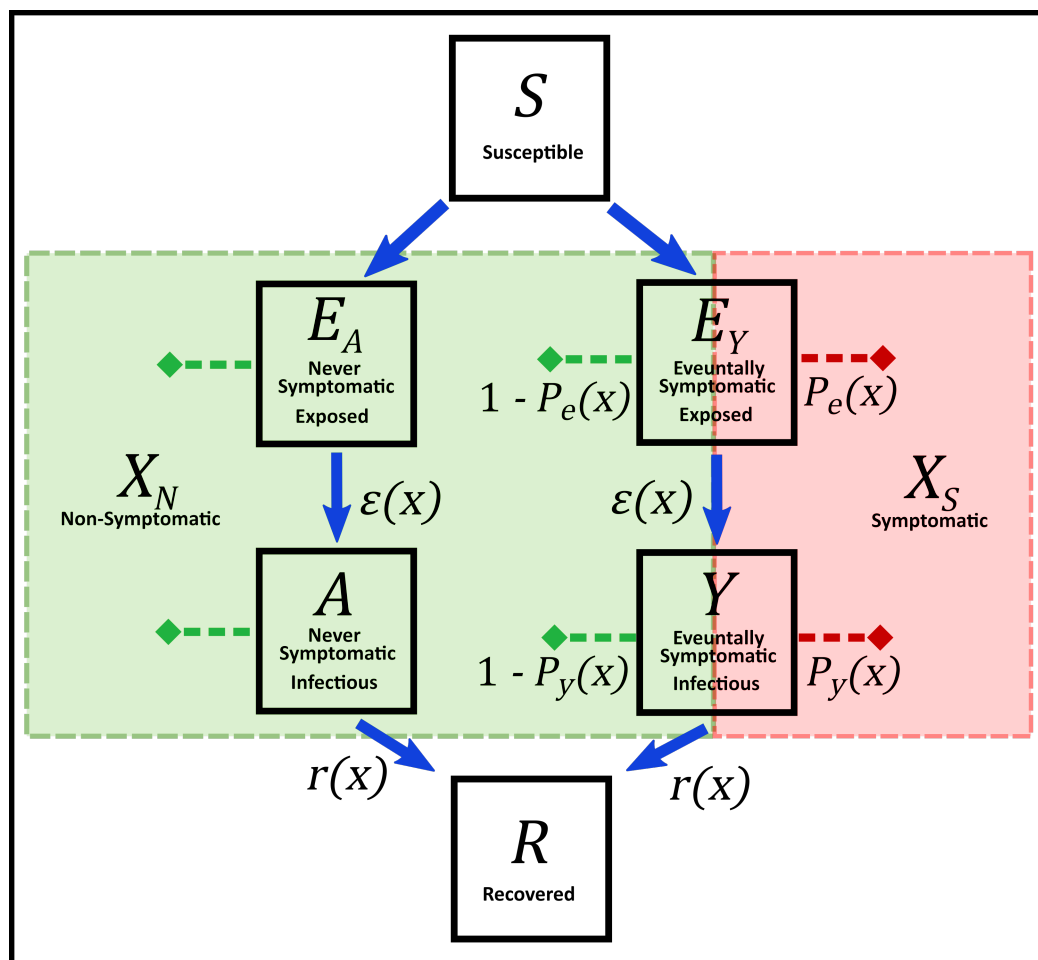 S
Susceptible
E_A
Never
Symptomatic
Exposed
E_Y
Eveuntally
Symptomatic
Exposed
1 - P_e(x)
P_e(x)
X_N
Non-Symptomatic
ε(x)
ε(x)
X_S
Symptomatic
A
Never
Symptomatic
Infectious
Y
Eveuntally
Symptomatic
Infectious
1 - P_y(x)
P_y(x)
r(x)
r(x)
R
Recovered